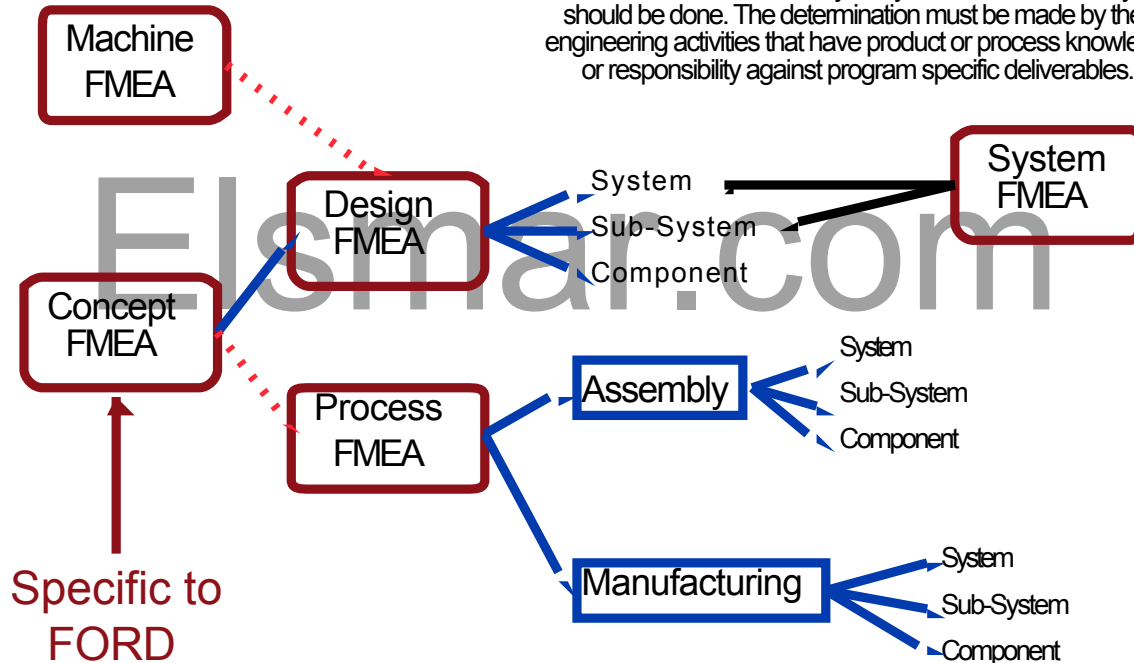 should be done. The determination must be made by the
engineering activities that have product or process
or responsibility against program specific deliverables.
Machine
FMEA
System
FMEA
Design
FMEA
System
Sub-System
Component
Elsmar.com
Concept
FMEA
Process
FMEA
Assembly
System
Sub-System
Component
Manufacturing
System
Sub-System
Component
Specific to
FORD